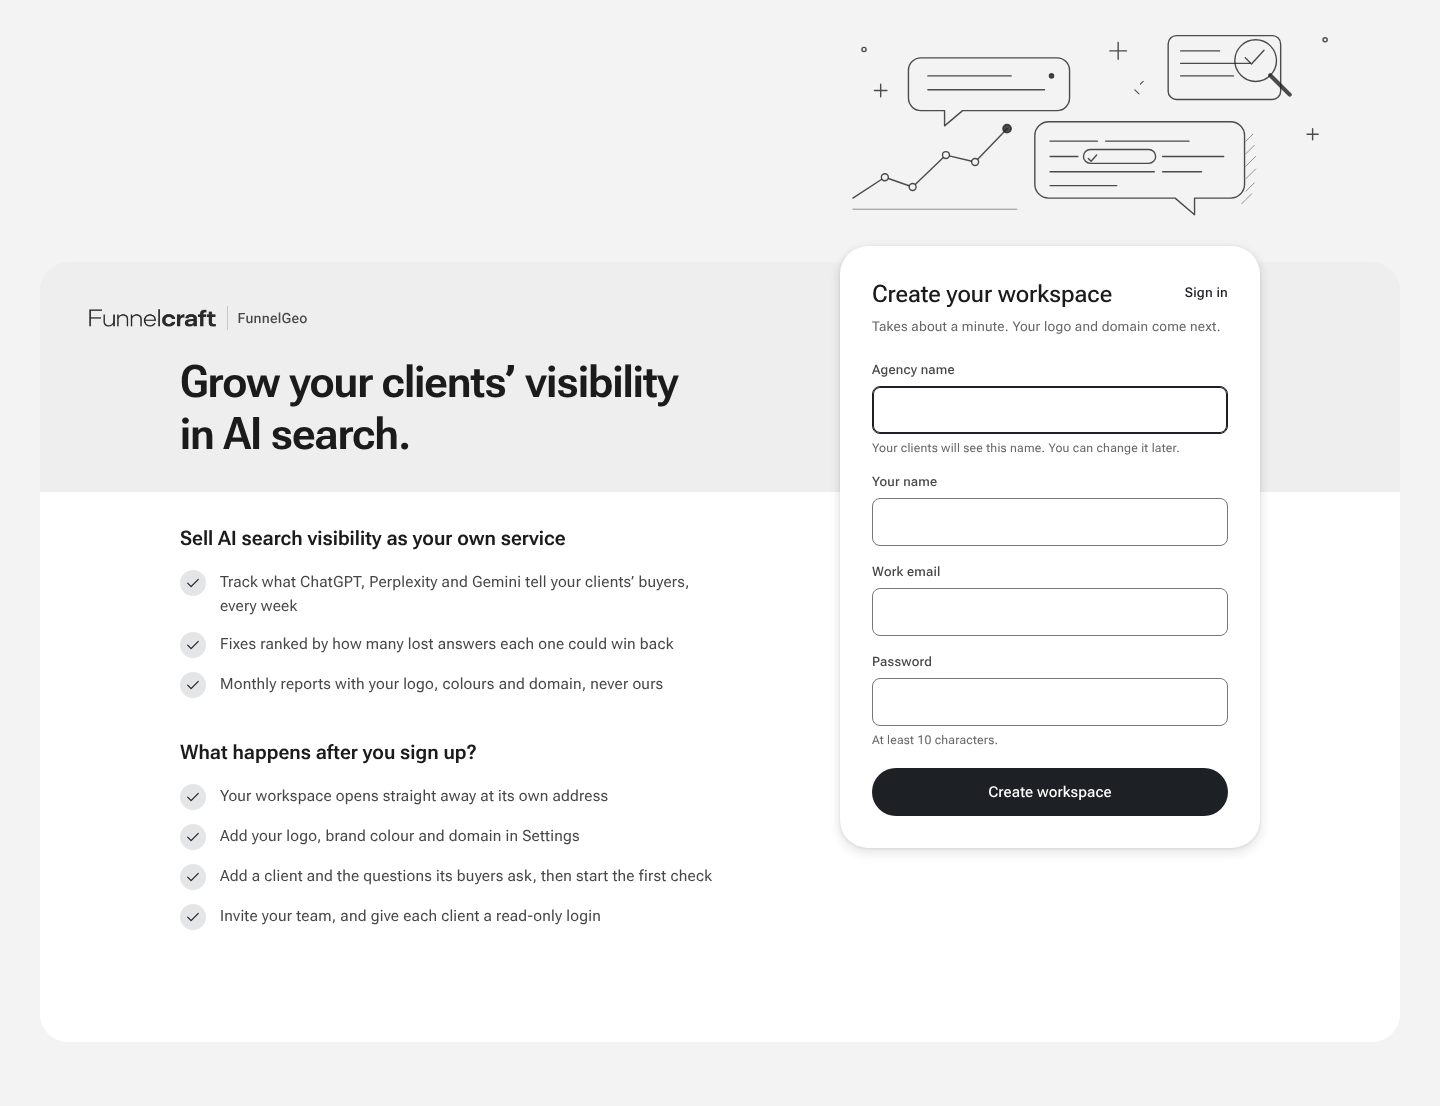 Funnelcraft | FunnelGeo
Grow your clients’ visibility
in AI search.
Sell AI search visibility as your own service
Track what ChatGPT, Perplexity and Gemini tell your clients’ buyers,
every week
Fixes ranked by how many lost answers each one could win back
Monthly reports with your logo, colours and domain, never ours
What happens after you sign up?
Your workspace opens straight away at its own address
Add your logo, brand colour and domain in Settings
Add a client and the questions its buyers ask, then start the first check
Invite your team, and give each client a read-only login
Create your workspace
Sign in
Takes about a minute. Your logo and domain come next.
Agency name
Your clients will see this name. You can change it later.
Your name
Work email
Password
At least 10 characters.
Create workspace